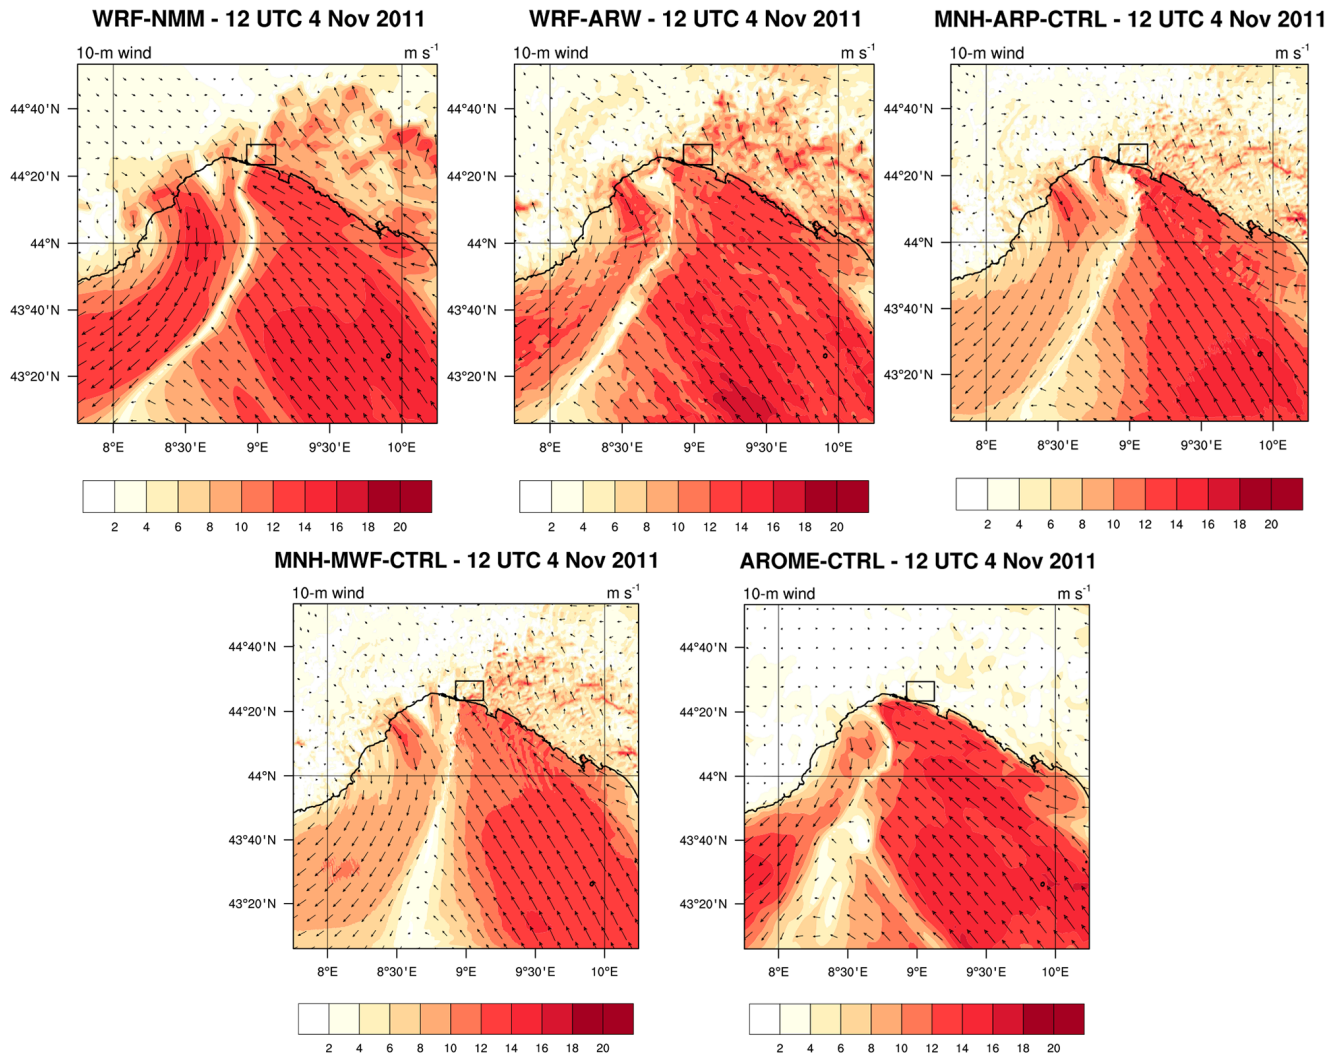 WRF-NMM - 12 UTC 4 Nov 2011
10-m wind m s⁻¹
44°40'N
44°20'N
44°N
43°40'N
43°20'N
8°E 8°30'E 9°E 9°30'E 10°E
2 4 6 8 10 12 14 16 18 20
WRF-ARW - 12 UTC 4 Nov 2011
10-m wind m s⁻¹
44°40'N
44°20'N
44°N
43°40'N
43°20'N
8°E 8°30'E 9°E 9°30'E 10°E
2 4 6 8 10 12 14 16 18 20
MNH-ARP-CTRL - 12 UTC 4 Nov 2011
10-m wind m s⁻¹
44°40'N
44°20'N
44°N
43°40'N
43°20'N
8°E 8°30'E 9°E 9°30'E 10°E
2 4 6 8 10 12 14 16 18 20
MNH-MWF-CTRL - 12 UTC 4 Nov 2011
10-m wind m s⁻¹
44°40'N
44°20'N
44°N
43°40'N
43°20'N
8°E 8°30'E 9°E 9°30'E 10°E
2 4 6 8 10 12 14 16 18 20
AROME-CTRL - 12 UTC 4 Nov 2011
10-m wind m s⁻¹
44°40'N
44°20'N
44°N
43°40'N
43°20'N
8°E 8°30'E 9°E 9°30'E 10°E
2 4 6 8 10 12 14 16 18 20